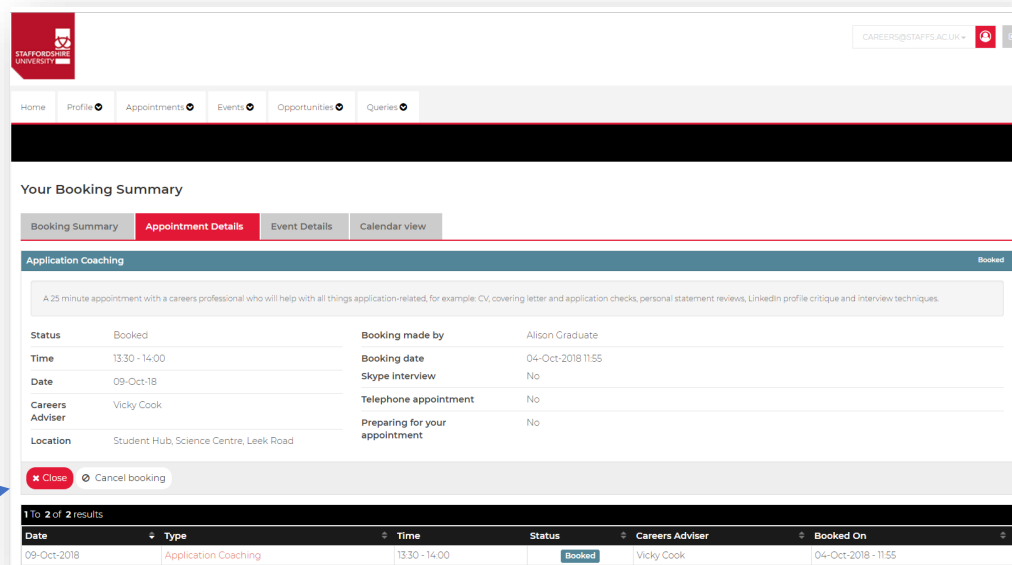 STAFFORDSHIRE
UNIVERSITY
CAREERS@STAFFS.AC.UK
Home Profile Appointments Events Opportunities Queries
Your Booking Summary
Booking Summary Appointment Details Event Details Calendar view
Application Coaching Booked
A 25 minute appointment with a careers professional who will help with all things application-related, for example: CV, covering letter and application checks, personal statement reviews, LinkedIn profile critique and interview techniques.
Status Booked Booking made by Alison Graduate
Time 13:30 - 14:00 Booking date 04-Oct-2018 11:55
Date 09-Oct-18 Skype interview No
Careers Adviser Vicky Cook Telephone appointment No
Preparing for your appointment No
Location Student Hub, Science Centre, Leek Road
Close Cancel booking
1 To 2 of 2 results
Date Type Time Status Careers Adviser Booked On
09-Oct-2018 Application Coaching 13:30 - 14:00 Booked Vicky Cook 04-Oct-2018 - 11:55